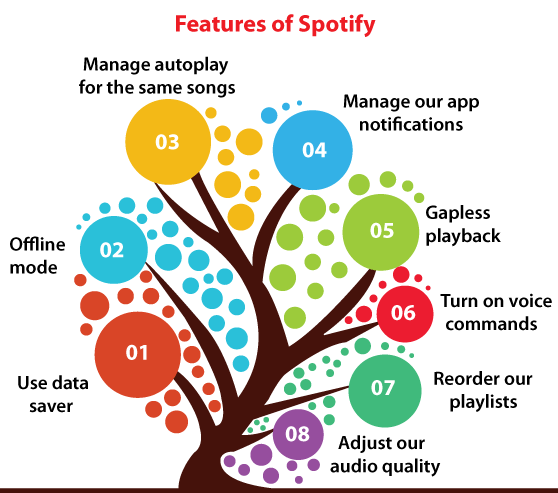 Features of Spotify
01
Use data
saver
02
Offline
mode
03
Manage autoplay
for the same songs
04
Manage our app
notifications
05
Gapless
playback
06
Turn on voice
commands
07
Reorder our
playlists
08
Adjust our
audio quality